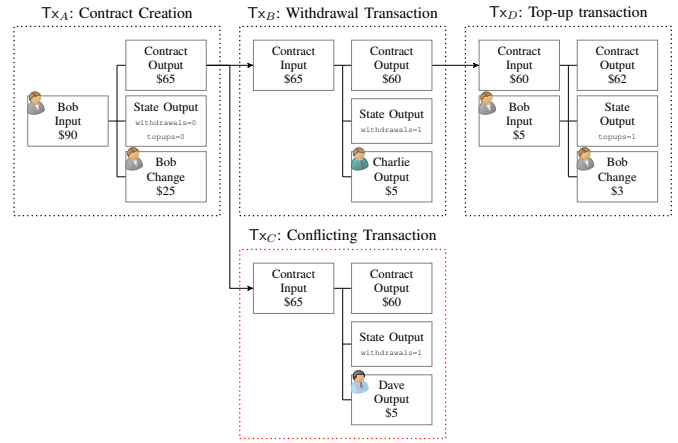 Tx_A: Contract Creation
Contract
Output
$65
Bob
Input
$90
State Output
withdrawals=0
topups=0
Bob
Change
$25
Tx_B: Withdrawal Transaction
Contract
Input
$65
Contract
Output
$60
State Output
withdrawals=1
Charlie
Output
$5
Tx_D: Top-up transaction
Contract
Input
$60
Contract
Output
$62
Bob
Input
$5
State
Output
topups=1
Bob
Change
$3
Tx_C: Conflicting Transaction
Contract
Input
$65
Contract
Output
$60
State Output
withdrawals=1
Dave
Output
$5